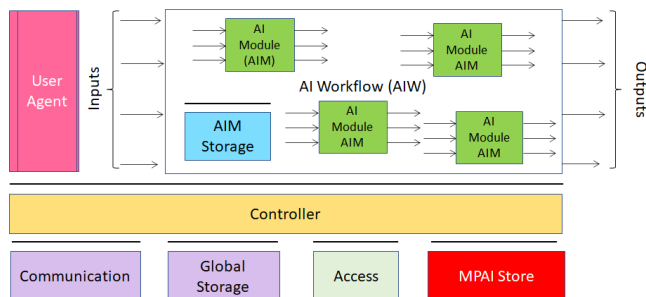 User
Agent
Inputs
AI
Module
(AIM)
AI
Module
AIM
AI Workflow (AIW)
AIM
Storage
AI
Module
AIM
AI
Module
AIM
Outputs
Controller
Communication
Global
Storage
Access
MPAI Store